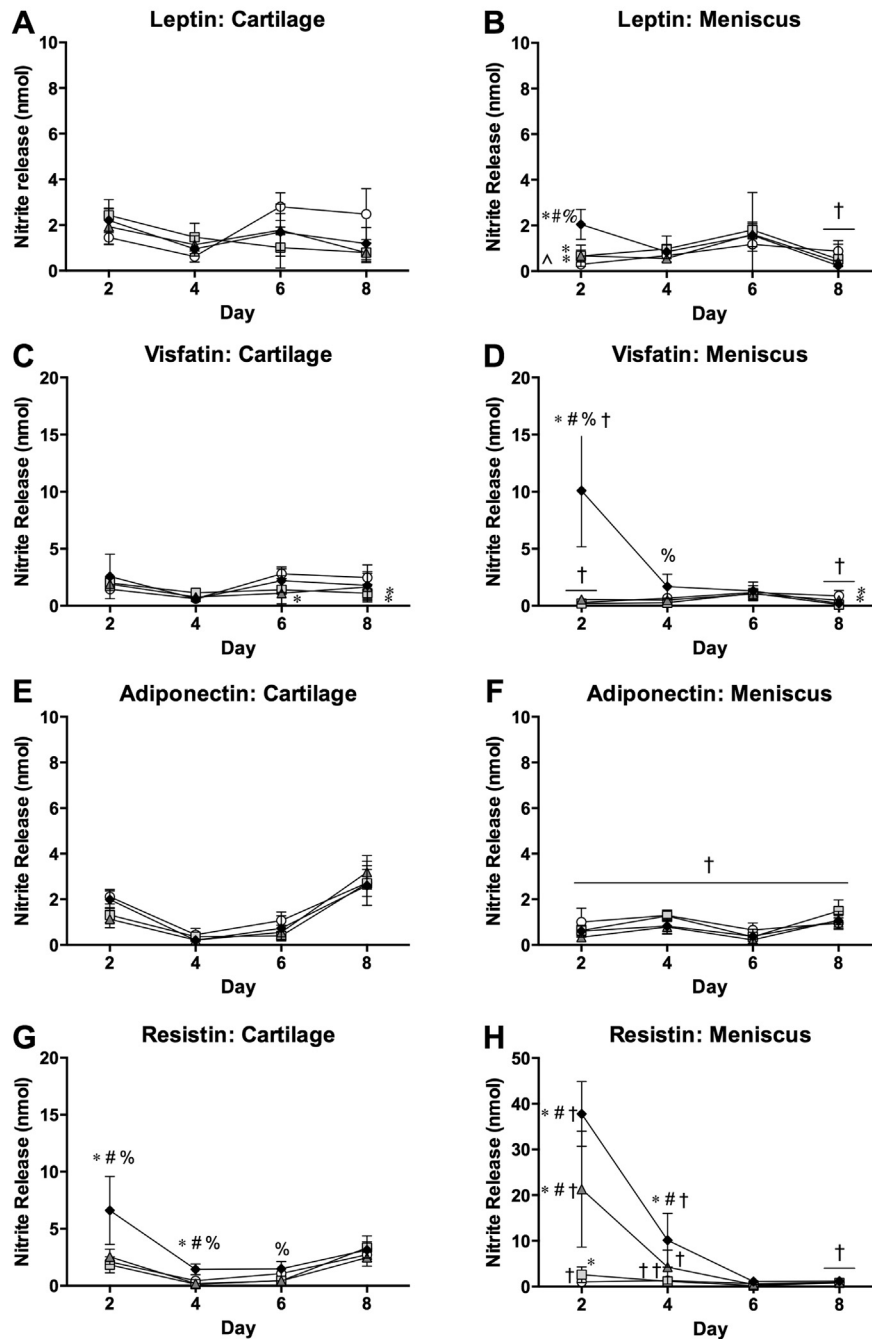 A Leptin: Cartilage
Nitrite release (nmol)
10
8
6
4
2
0
2 4 6 8
Day
B Leptin: Meniscus
Nitrite Release (nmol)
10
8
6
4
2
0
*#%
*
*
^
†
2 4 6 8
Day
C Visfatin: Cartilage
Nitrite Release (nmol)
20
15
10
5
0
*
*
*
2 4 6 8
Day
D Visfatin: Meniscus
Nitrite Release (nmol)
20
15
10
5
0
* # % †
†
%
†
*
*
2 4 6 8
Day
E Adiponectin: Cartilage
Nitrite Release (nmol)
10
8
6
4
2
0
2 4 6 8
Day
F Adiponectin: Meniscus
Nitrite Release (nmol)
10
8
6
4
2
0
†
2 4 6 8
Day
G Resistin: Cartilage
Nitrite Release (nmol)
20
15
10
5
0
* # %
* # %
%
2 4 6 8
Day
H Resistin: Meniscus
Nitrite Release (nmol)
50
40
30
20
10
0
* # †
* # †
* # †
†
*
†
† †
†
2 4 6 8
Day